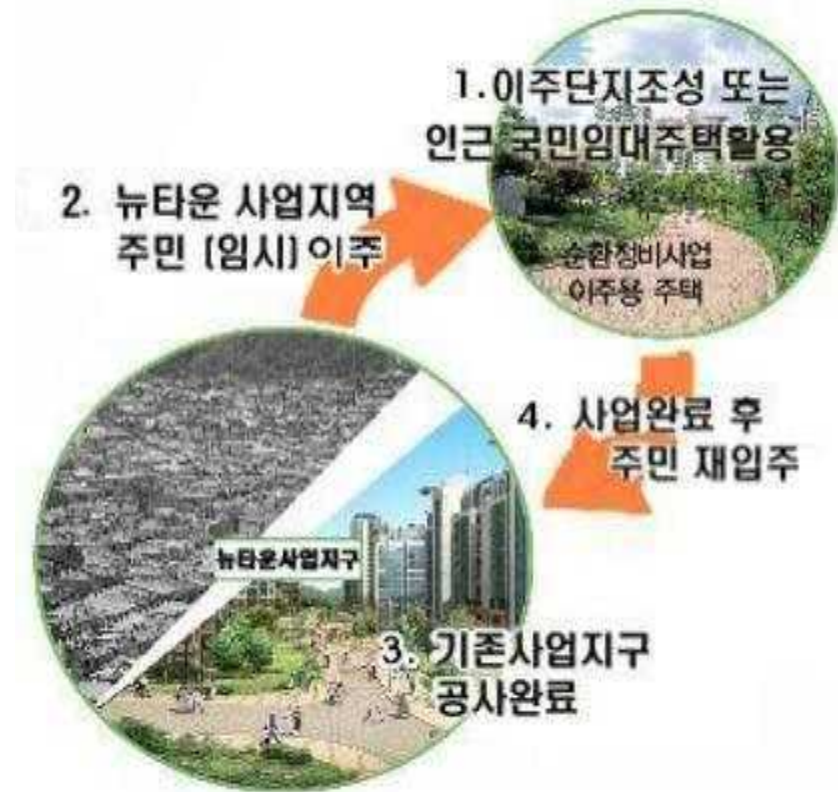 1.이주단지조성 또는
인근 국민임대주택활용
순환정비사업
이주용 주택
2. 뉴타운 사업지역
주민 (임시) 이주
뉴타운사업지구
3. 기존사업지구
공사완료
4. 사업완료 후
주민 재입주